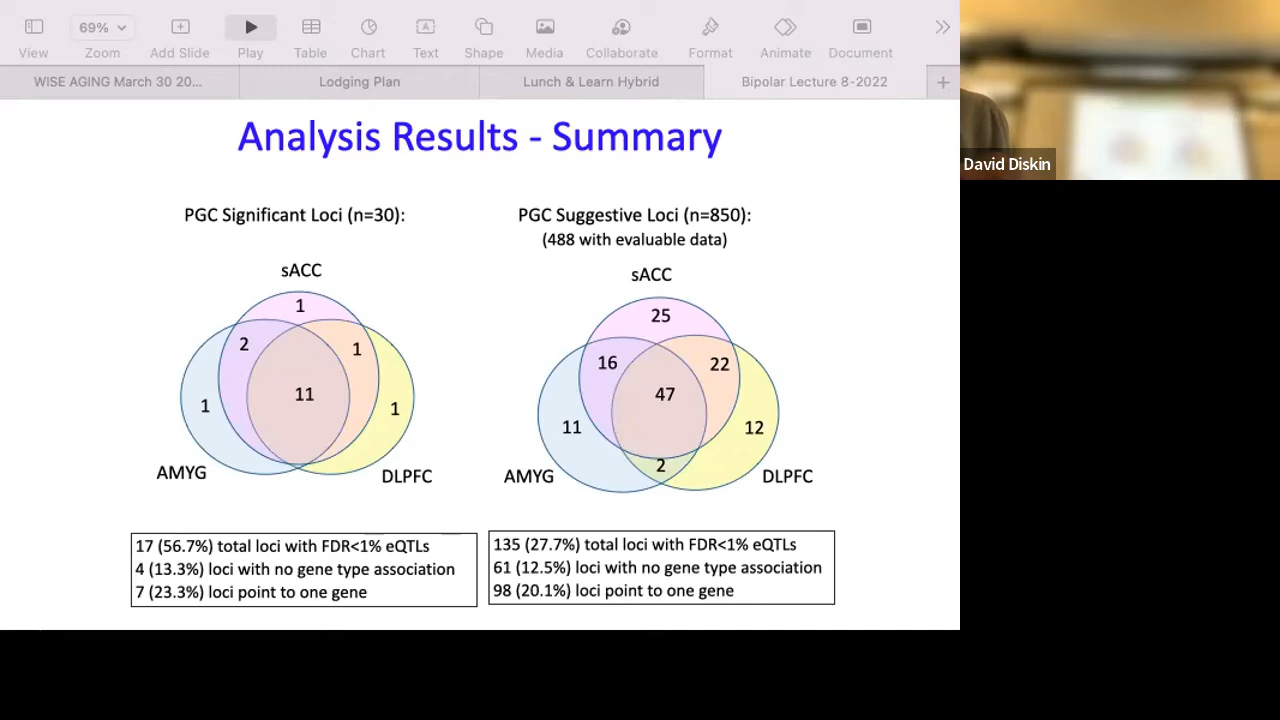 69%
View
Zoom
Add Slide
Play
Table
Chart
Text
Shape
Media
Collaborate
Format
Animate
Document
WISE AGING March 30 20...
Lodging Plan
Lunch & Learn Hybrid
Bipolar Lecture 8-2022
David Diskin
Analysis Results - Summary
PGC Significant Loci (n=30):
sACC
1
2
1
11
1
1
AMYG
DLPFC
17 (56.7%) total loci with FDR<1% eQTLs
4 (13.3%) loci with no gene type association
7 (23.3%) loci point to one gene
PGC Suggestive Loci (n=850):
(488 with evaluable data)
sACC
25
16
22
47
11
12
2
AMYG
DLPFC
135 (27.7%) total loci with FDR<1% eQTLs
61 (12.5%) loci with no gene type association
98 (20.1%) loci point to one gene